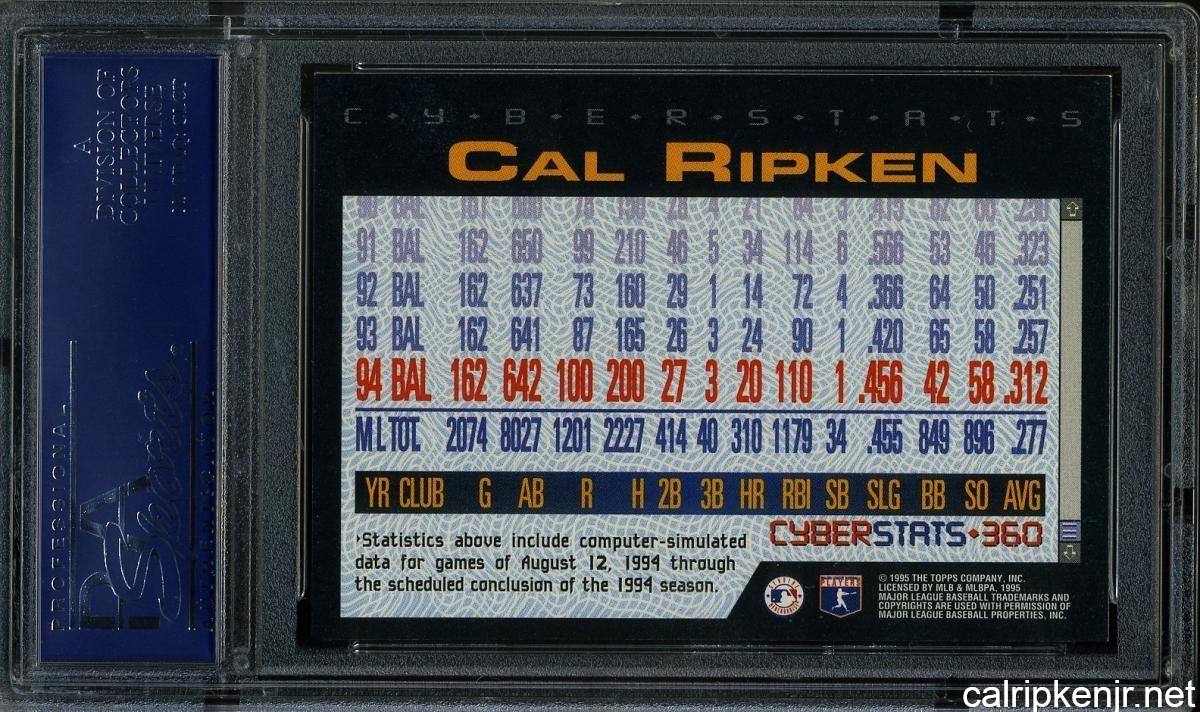 A
DIVISION OF
COLLECTORS
UNIVERSE
PROFESSIONAL
PSA
Sports
C•Y•B•E•R•S•T•A•T•S
CAL RIPKEN
91 BAL 162 650 99 210 46 5 34 114 6 .566 53 46 .323
92 BAL 162 637 73 160 29 1 14 72 4 .366 64 50 .251
93 BAL 162 641 87 165 26 3 24 90 1 .420 65 58 .257
94 BAL 162 642 100 200 27 3 20 110 1 .456 42 58 .312
ML TOT. 2074 8027 1201 2227 414 40 310 1179 34 .455 849 896 .277
YR CLUB G AB R H 2B 3B HR RBI SB SLG BB SO AVG
CYBERSTATS•360
Statistics above include computer-simulated
data for games of August 12, 1994 through
the scheduled conclusion of the 1994 season.
PLAYERS
© 1995 THE TOPPS COMPANY, INC.
LICENSED BY MLB & MLBPA, 1995
MAJOR LEAGUE BASEBALL TRADEMARKS AND
COPYRIGHTS ARE USED WITH PERMISSION OF
MAJOR LEAGUE BASEBALL PROPERTIES, INC.
calripkenjr.net